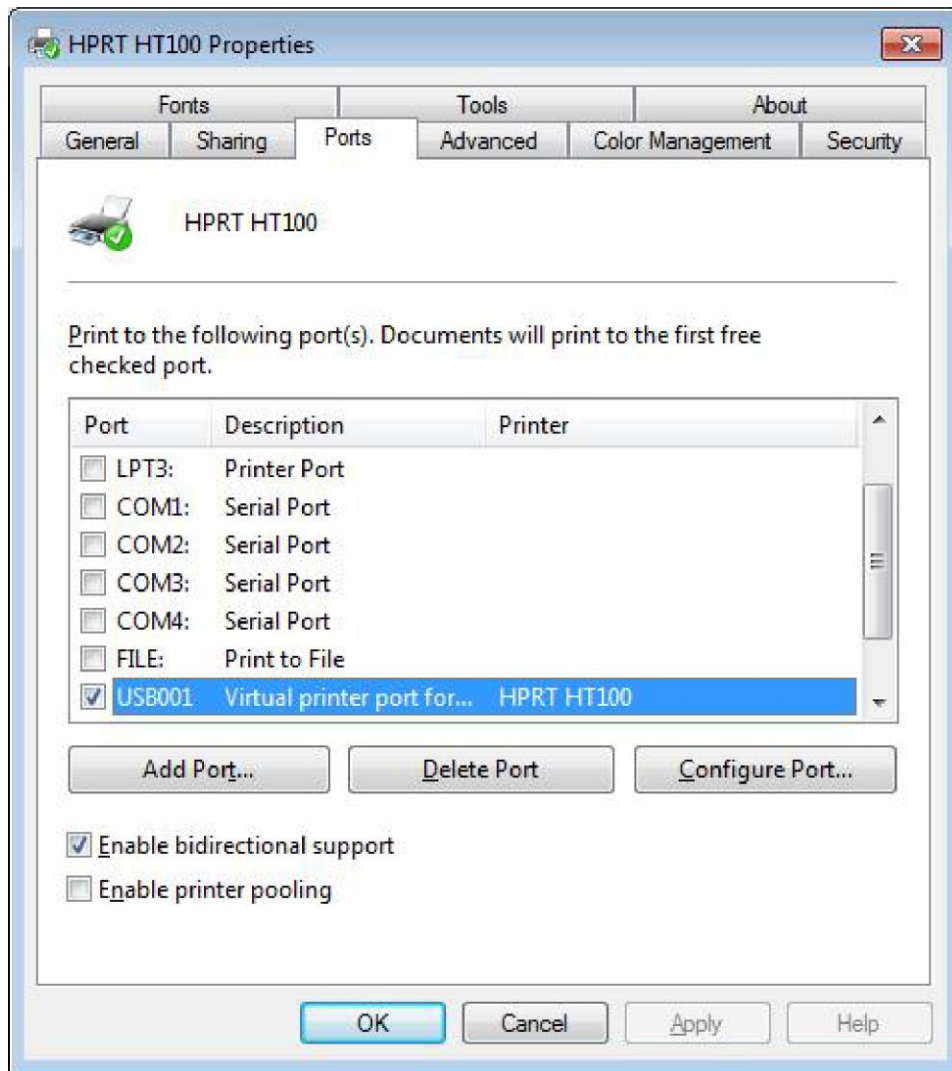 HPRT HT100 Properties
Fonts Tools About
General Sharing Ports Advanced Color Management Security
HPRT HT100
Print to the following port(s). Documents will print to the first free
checked port.
Port Description Printer
LPT3: Printer Port
COM1: Serial Port
COM2: Serial Port
COM3: Serial Port
COM4: Serial Port
FILE: Print to File
USB001 Virtual printer port for... HPRT HT100
Add Port... Delete Port Configure Port...
Enable bidirectional support
Enable printer pooling
OK Cancel Apply Help